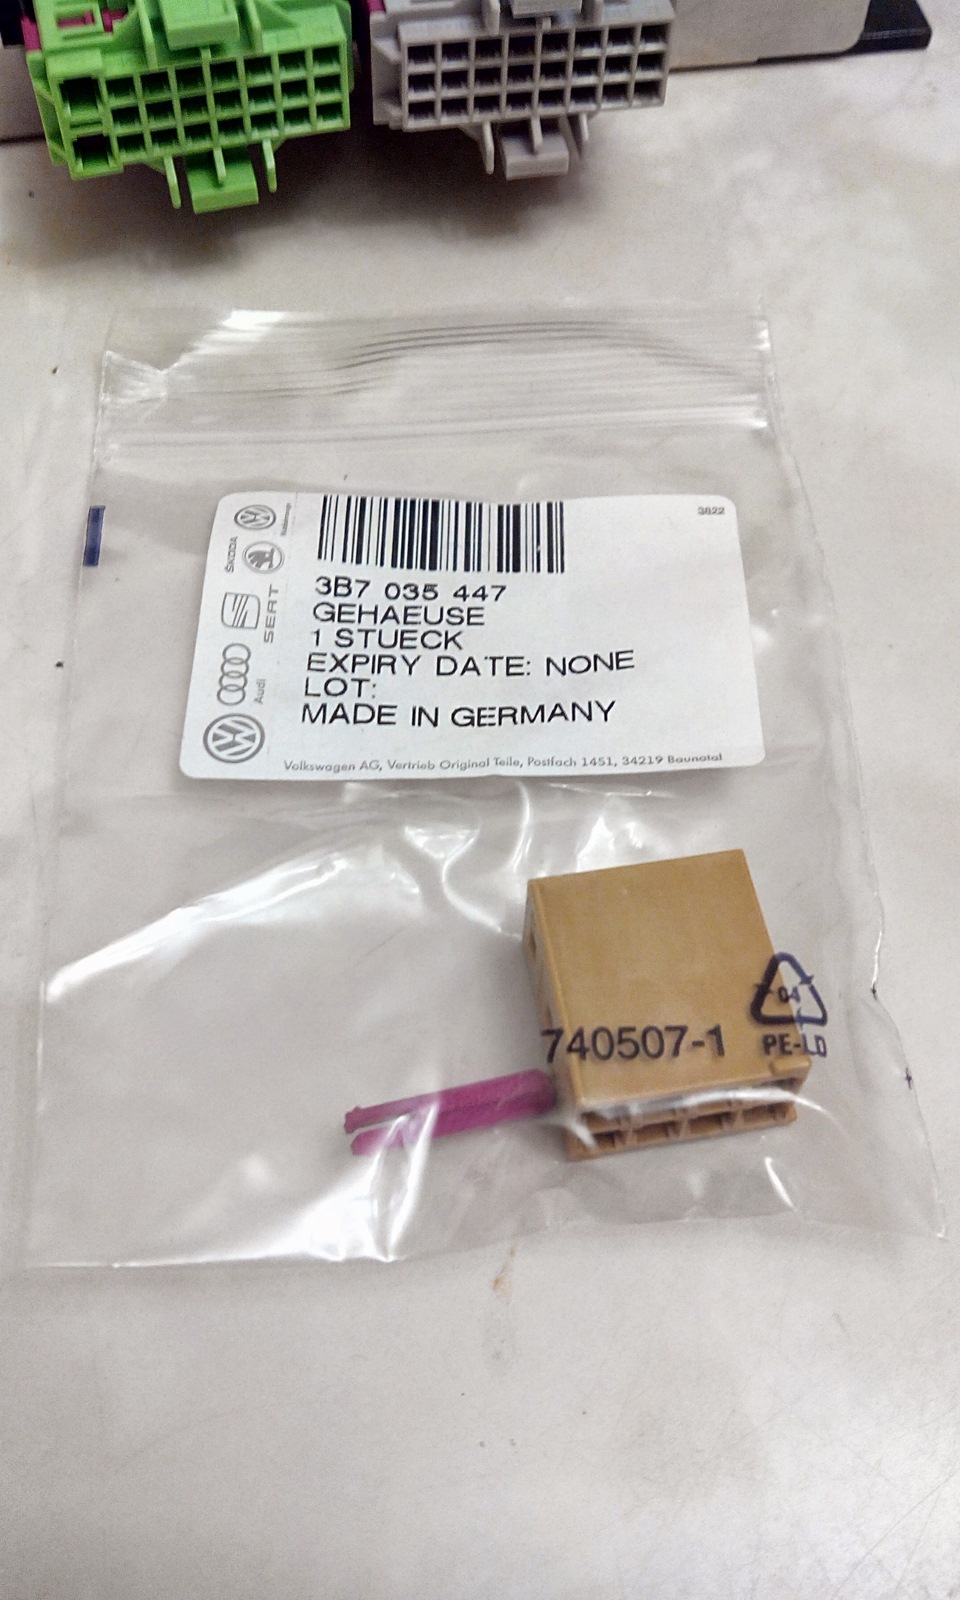 3822
ŠKODA
SEAT
Audi
3B7 035 447
GEHAEUSE
1 STUECK
EXPIRY DATE: NONE
LOT:
MADE IN GERMANY
Volkswagen AG, Vertrieb Original Teile, Postfach 1451, 34219 Baunatal
04
740507-1
PE-LD